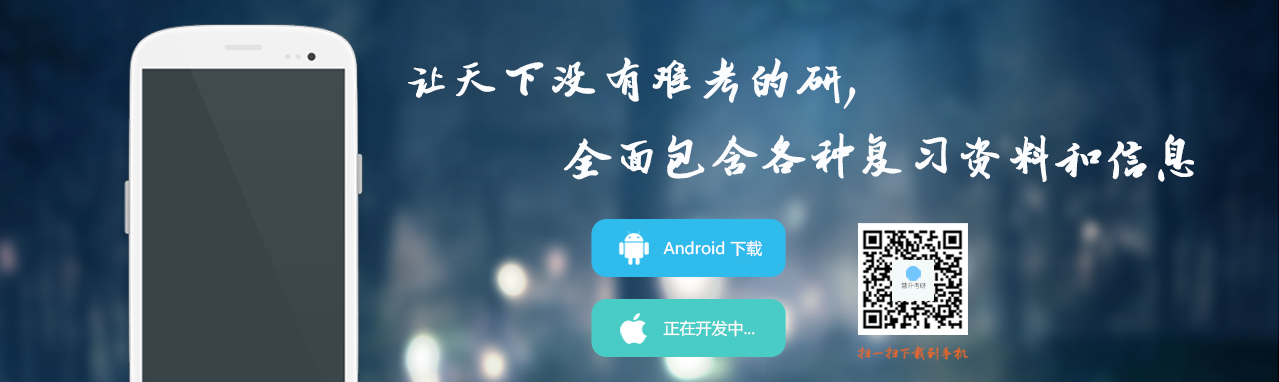 让天下没有难考的研,
全面包含各种复习资料和信息
Android 下载
正在开发中...
慧升考研
扫一扫下载到手机